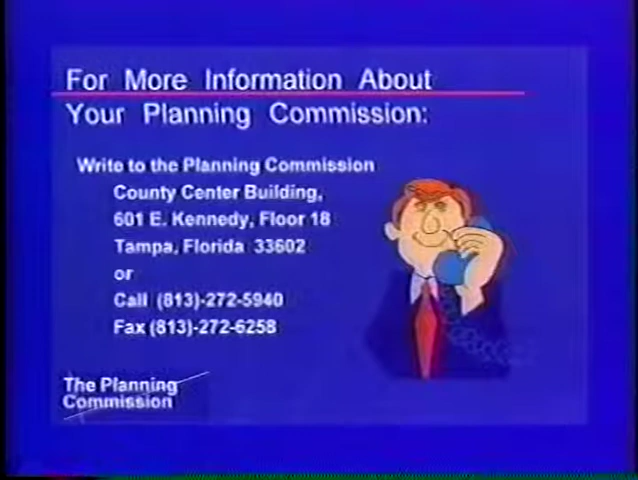 For More Information About
Your Planning Commission:
Write to the Planning Commission
County Center Building,
601 E. Kennedy, Floor 18
Tampa, Florida 33602
or
Call (813)-272-5940
Fax (813)-272-6258
The Planning
Commission